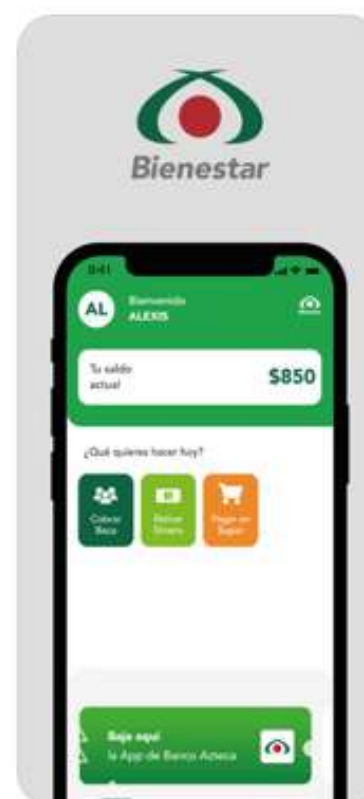 Bienestar
9:41
AL
Bienvenido
ALEXIS
Tu saldo
actual
$850
¿Qué quieres hacer hoy?
Cobrar
Beca
Retirar
Dinero
Pagar en
Super
Baja aquí
la App de Banco Azteca